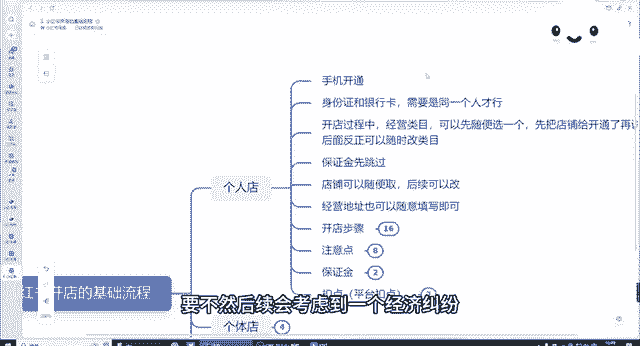 手机开通
身份证和银行卡，需要是同一个人才行
开店过程中，经营类目，可以先随便选一个，先把店铺给开通了再说
后面反正可以随时改类目
保证金先跳过
个人店
店铺可以随便取，后续可以改
经营地址也可以随意填写即可
开店步骤 16
注意点 8
保证金 2
开店的基础流程
扣点（平台扣点）
要不然后续会考虑到一个经济纠纷
个体店 4